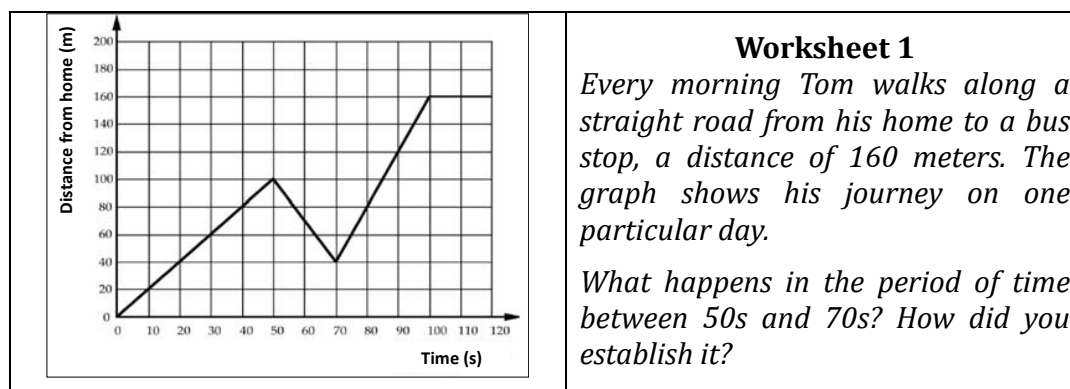 Distance from home (m)
200
180
160
140
120
100
80
60
40
20
0
0 10 20 30 40 50 60 70 80 90 100 110 120
Time (s)
Worksheet 1
Every morning Tom walks along a
straight road from his home to a bus
stop, a distance of 160 meters. The
graph shows his journey on one
particular day.
What happens in the period of time
between 50s and 70s? How did you
establish it?